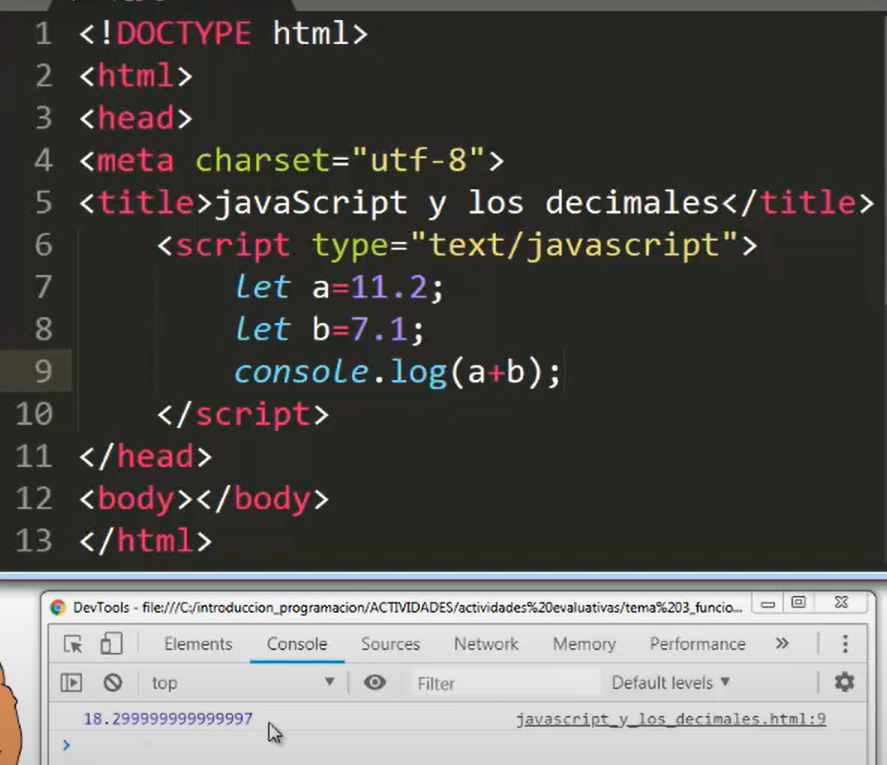 1 <!DOCTYPE html>
2 <html>
3 <head>
4 <meta charset="utf-8">
5 <title>javaScript y los decimales</title>
6 <script type="text/javascript">
7 let a=11.2;
8 let b=7.1;
9 console.log(a+b);
10 </script>
11 </head>
12 <body></body>
13 </html>
DevTools - file:///C:/introduccion_programacion/ACTIVIDADES/actividades%20evaluativas/tema%203_funcio...
Elements Console Sources Network Memory Performance »
top Filter Default levels ▼
18.299999999999997 javascript_y_los_decimales.html:9
>